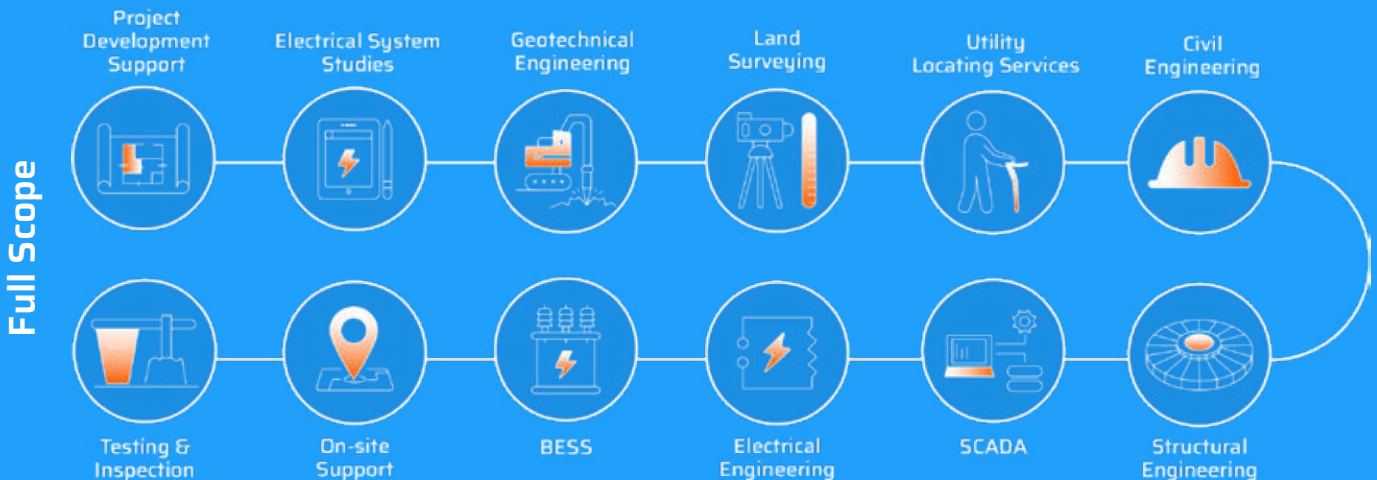 Full Scope
Project
Development
Support
Electrical System
Studies
Geotechnical
Engineering
Land
Surveying
Utility
Locating Services
Civil
Engineering
Testing &
Inspection
On-site
Support
BESS
Electrical
Engineering
SCADA
Structural
Engineering